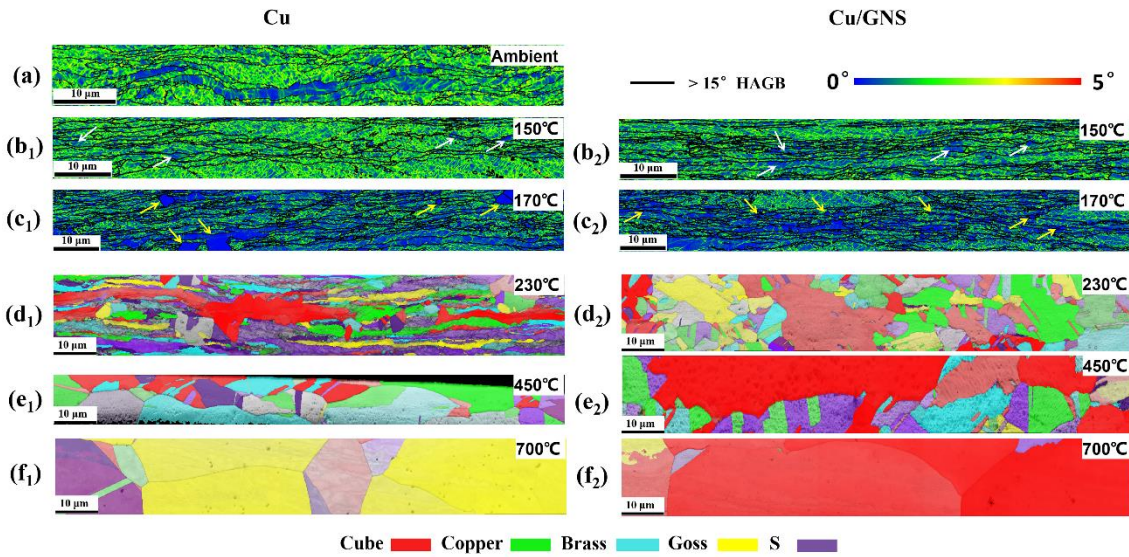 Cu
Cu/GNS
(a)
Ambient
10 μm
> 15° HAGB
0°
5°
(b1)
150℃
10 μm
(b2)
150℃
10 μm
(c1)
170℃
10 μm
(c2)
170℃
10 μm
(d1)
230℃
10 μm
(d2)
230℃
10 μm
(e1)
450℃
10 μm
(e2)
450℃
10 μm
(f1)
700℃
10 μm
(f2)
700℃
10 μm
Cube Copper Brass Goss S